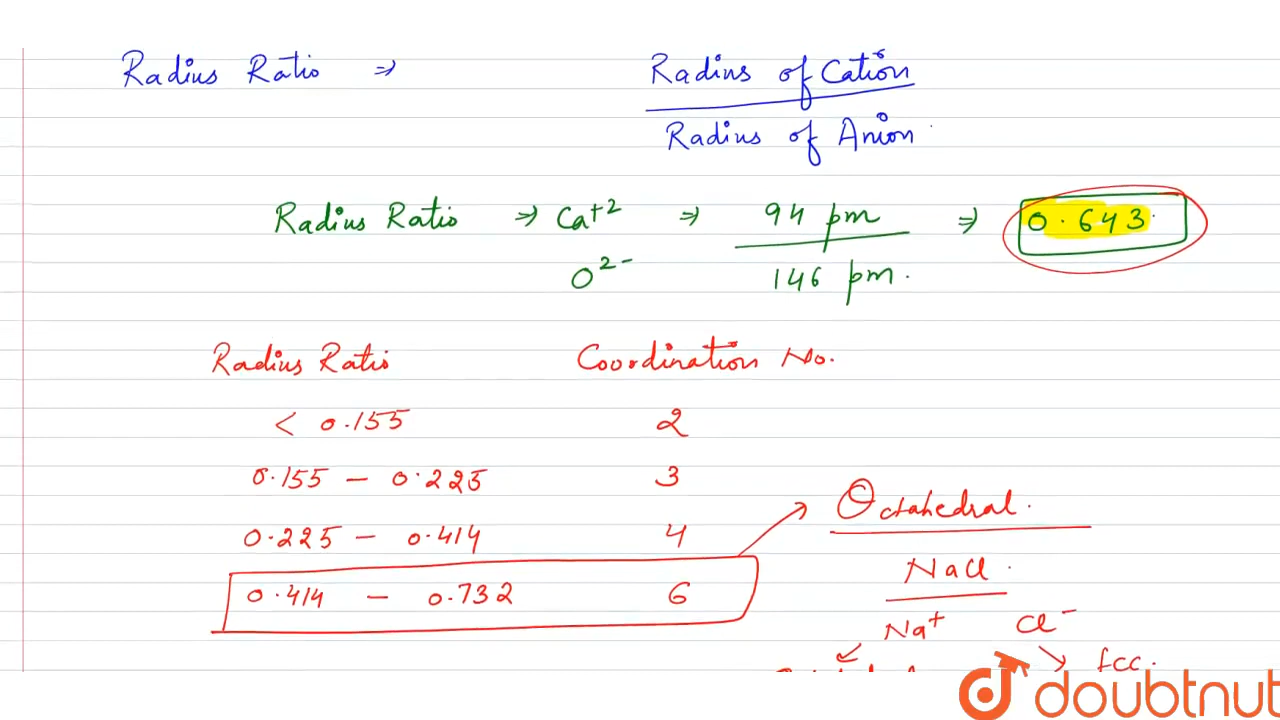 Radius Ratio ⇒ Radius of Cation
Radius of Anion
Radius Ratio ⇒ Ca+2 ⇒ 94 pm ⇒ 0.643
O2- 146 pm.
Radius Ratio Coordination No.
< 0.155 2
0.155 - 0.225 3
0.225 - 0.414 4
0.414 - 0.732 6
Octahedral.
NaCl.
Na+ Cl-
fcc.
doubtnut